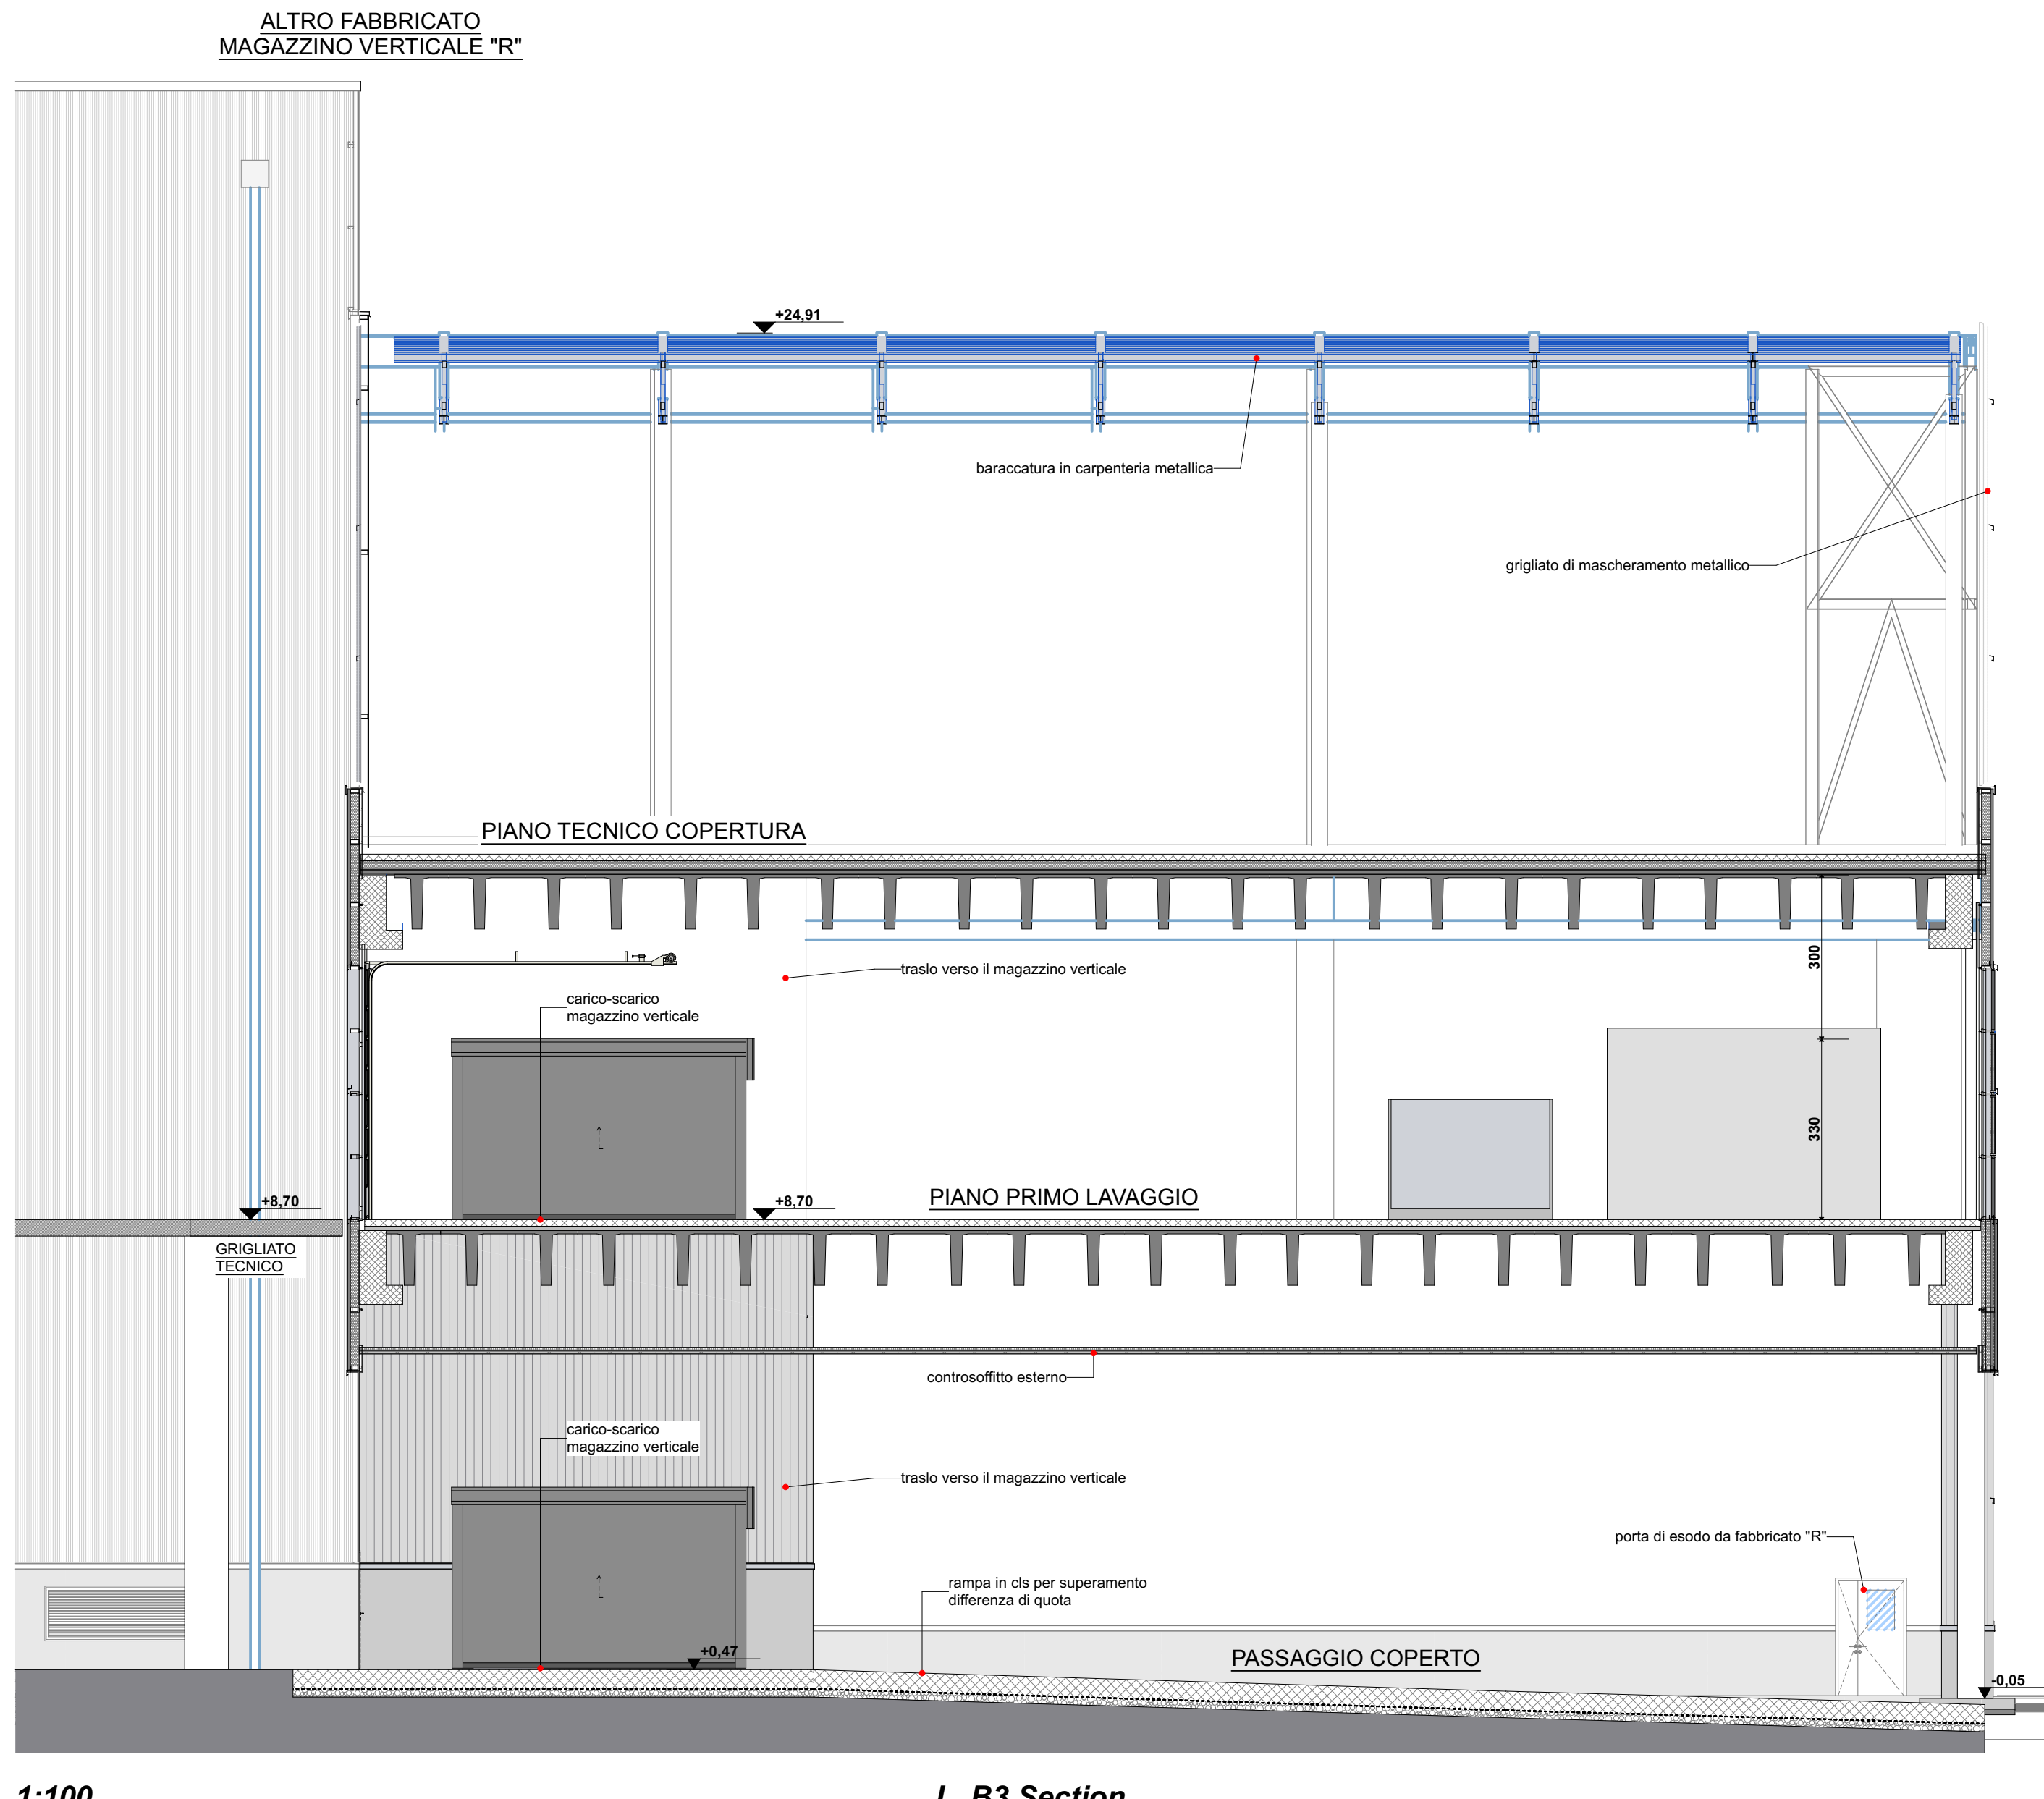 ALTRO FABBRICATO
MAGAZZINO VERTICALE "R"
+24,91
baraccatura in carpenteria metallica
grigliato di mascheramento metallico
PIANO TECNICO COPERTURA
300
traslo verso il magazzino verticale
carico-scarico
magazzino verticale
330
+8,70
+8,70
PIANO PRIMO LAVAGGIO
GRIGLIATO
TECNICO
controsoffitto esterno
carico-scarico
magazzino verticale
traslo verso il magazzino verticale
porta di esodo da fabbricato "R"
rampa in cls per superamento
differenza di quota
+0,47
PASSAGGIO COPERTO
-0,05
1:100
B3 Section